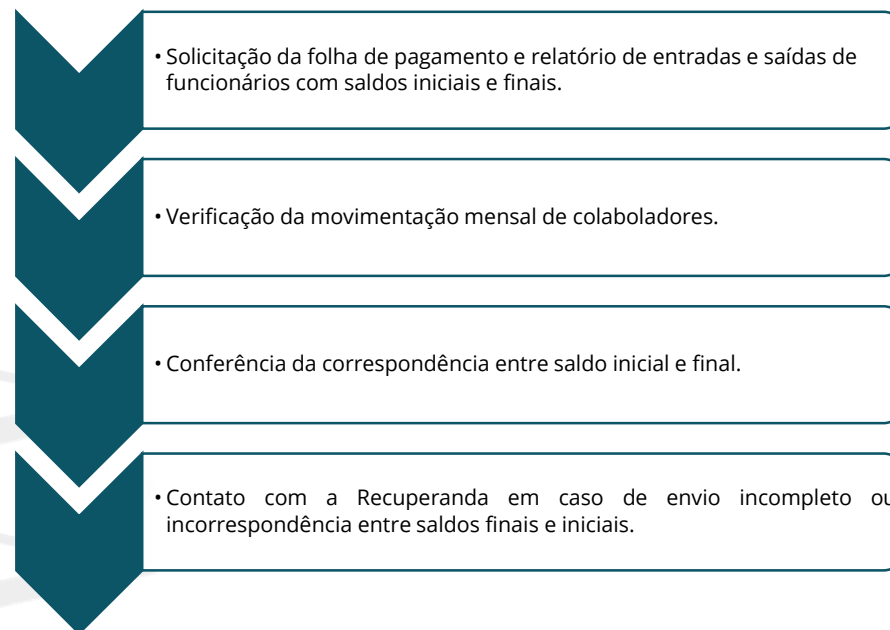 • Solicitação da folha de pagamento e relatório de entradas e saídas de
funcionários com saldos iniciais e finais.
• Verificação da movimentação mensal de colaboladores.
• Conferência da correspondência entre saldo inicial e final.
• Contato com a Recuperanda em caso de envio incompleto ou
incorrespondência entre saldos finais e iniciais.